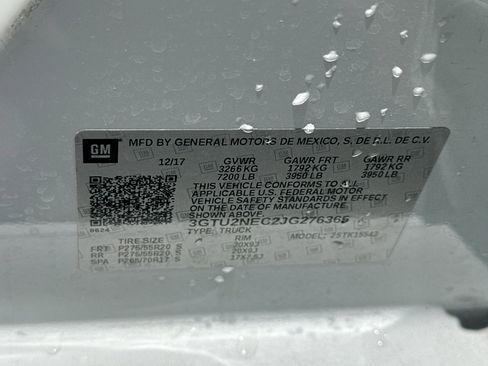 GM
MFD BY GENERAL MOTORS DE MEXICO, S. DE R.L. DE C.V.
12/17 GVWR GAWR FRT GAWR RR
3266 KG 1792 KG 1792 KG
7200 LB 3950 LB 3950 LB
THIS VEHICLE CONFORMS TO ALL
APPLICABLE U.S. FEDERAL MOTOR
VEHICLE SAFETY STANDARDS IN EFFECT
ON THE DATE OF MANUFACTURE
SHOWN ABOVE.
3GTU2NEC2JG276365
8624 TYPE: TRUCK
TIRE SIZE RIM MODEL:
FRT P275/55R20 S 20X9J
RR P275/55R20 S 20X9J
SPA P265/70R17 S 17X7.5J